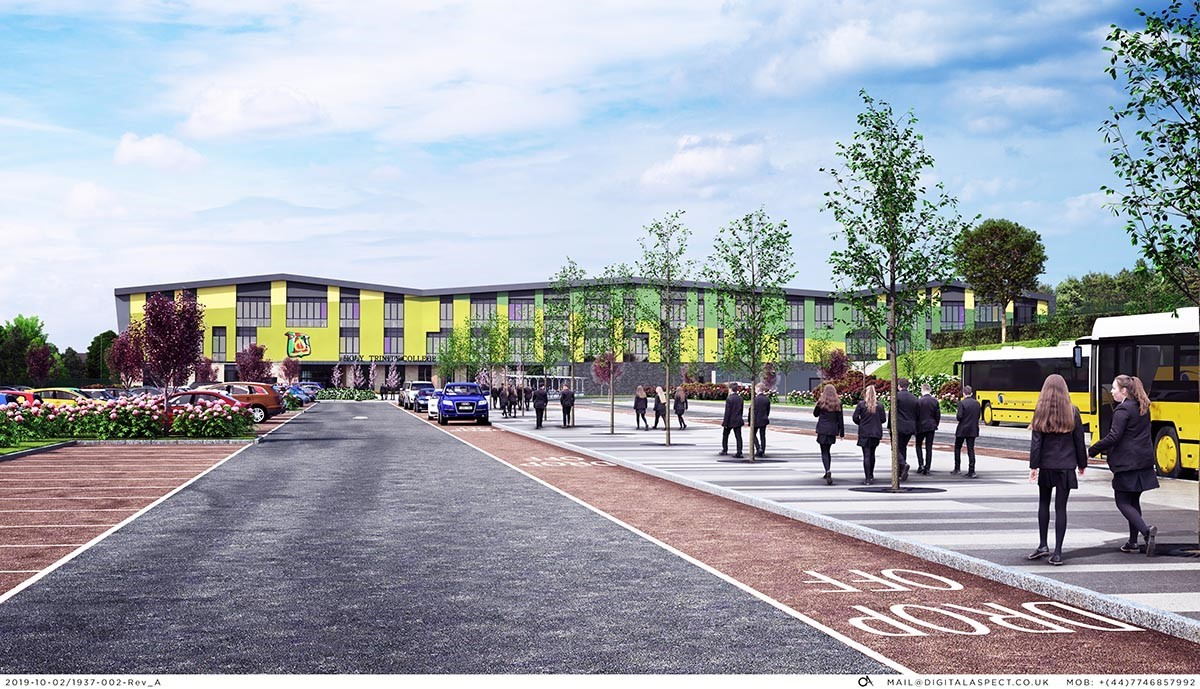 HOLY TRINITY COLLEGE
DROP
OFF
2019-10-02/1937-002-Rev_A
MAIL@DIGITALASPECT.CO.UK MOB: +(44)7746857992